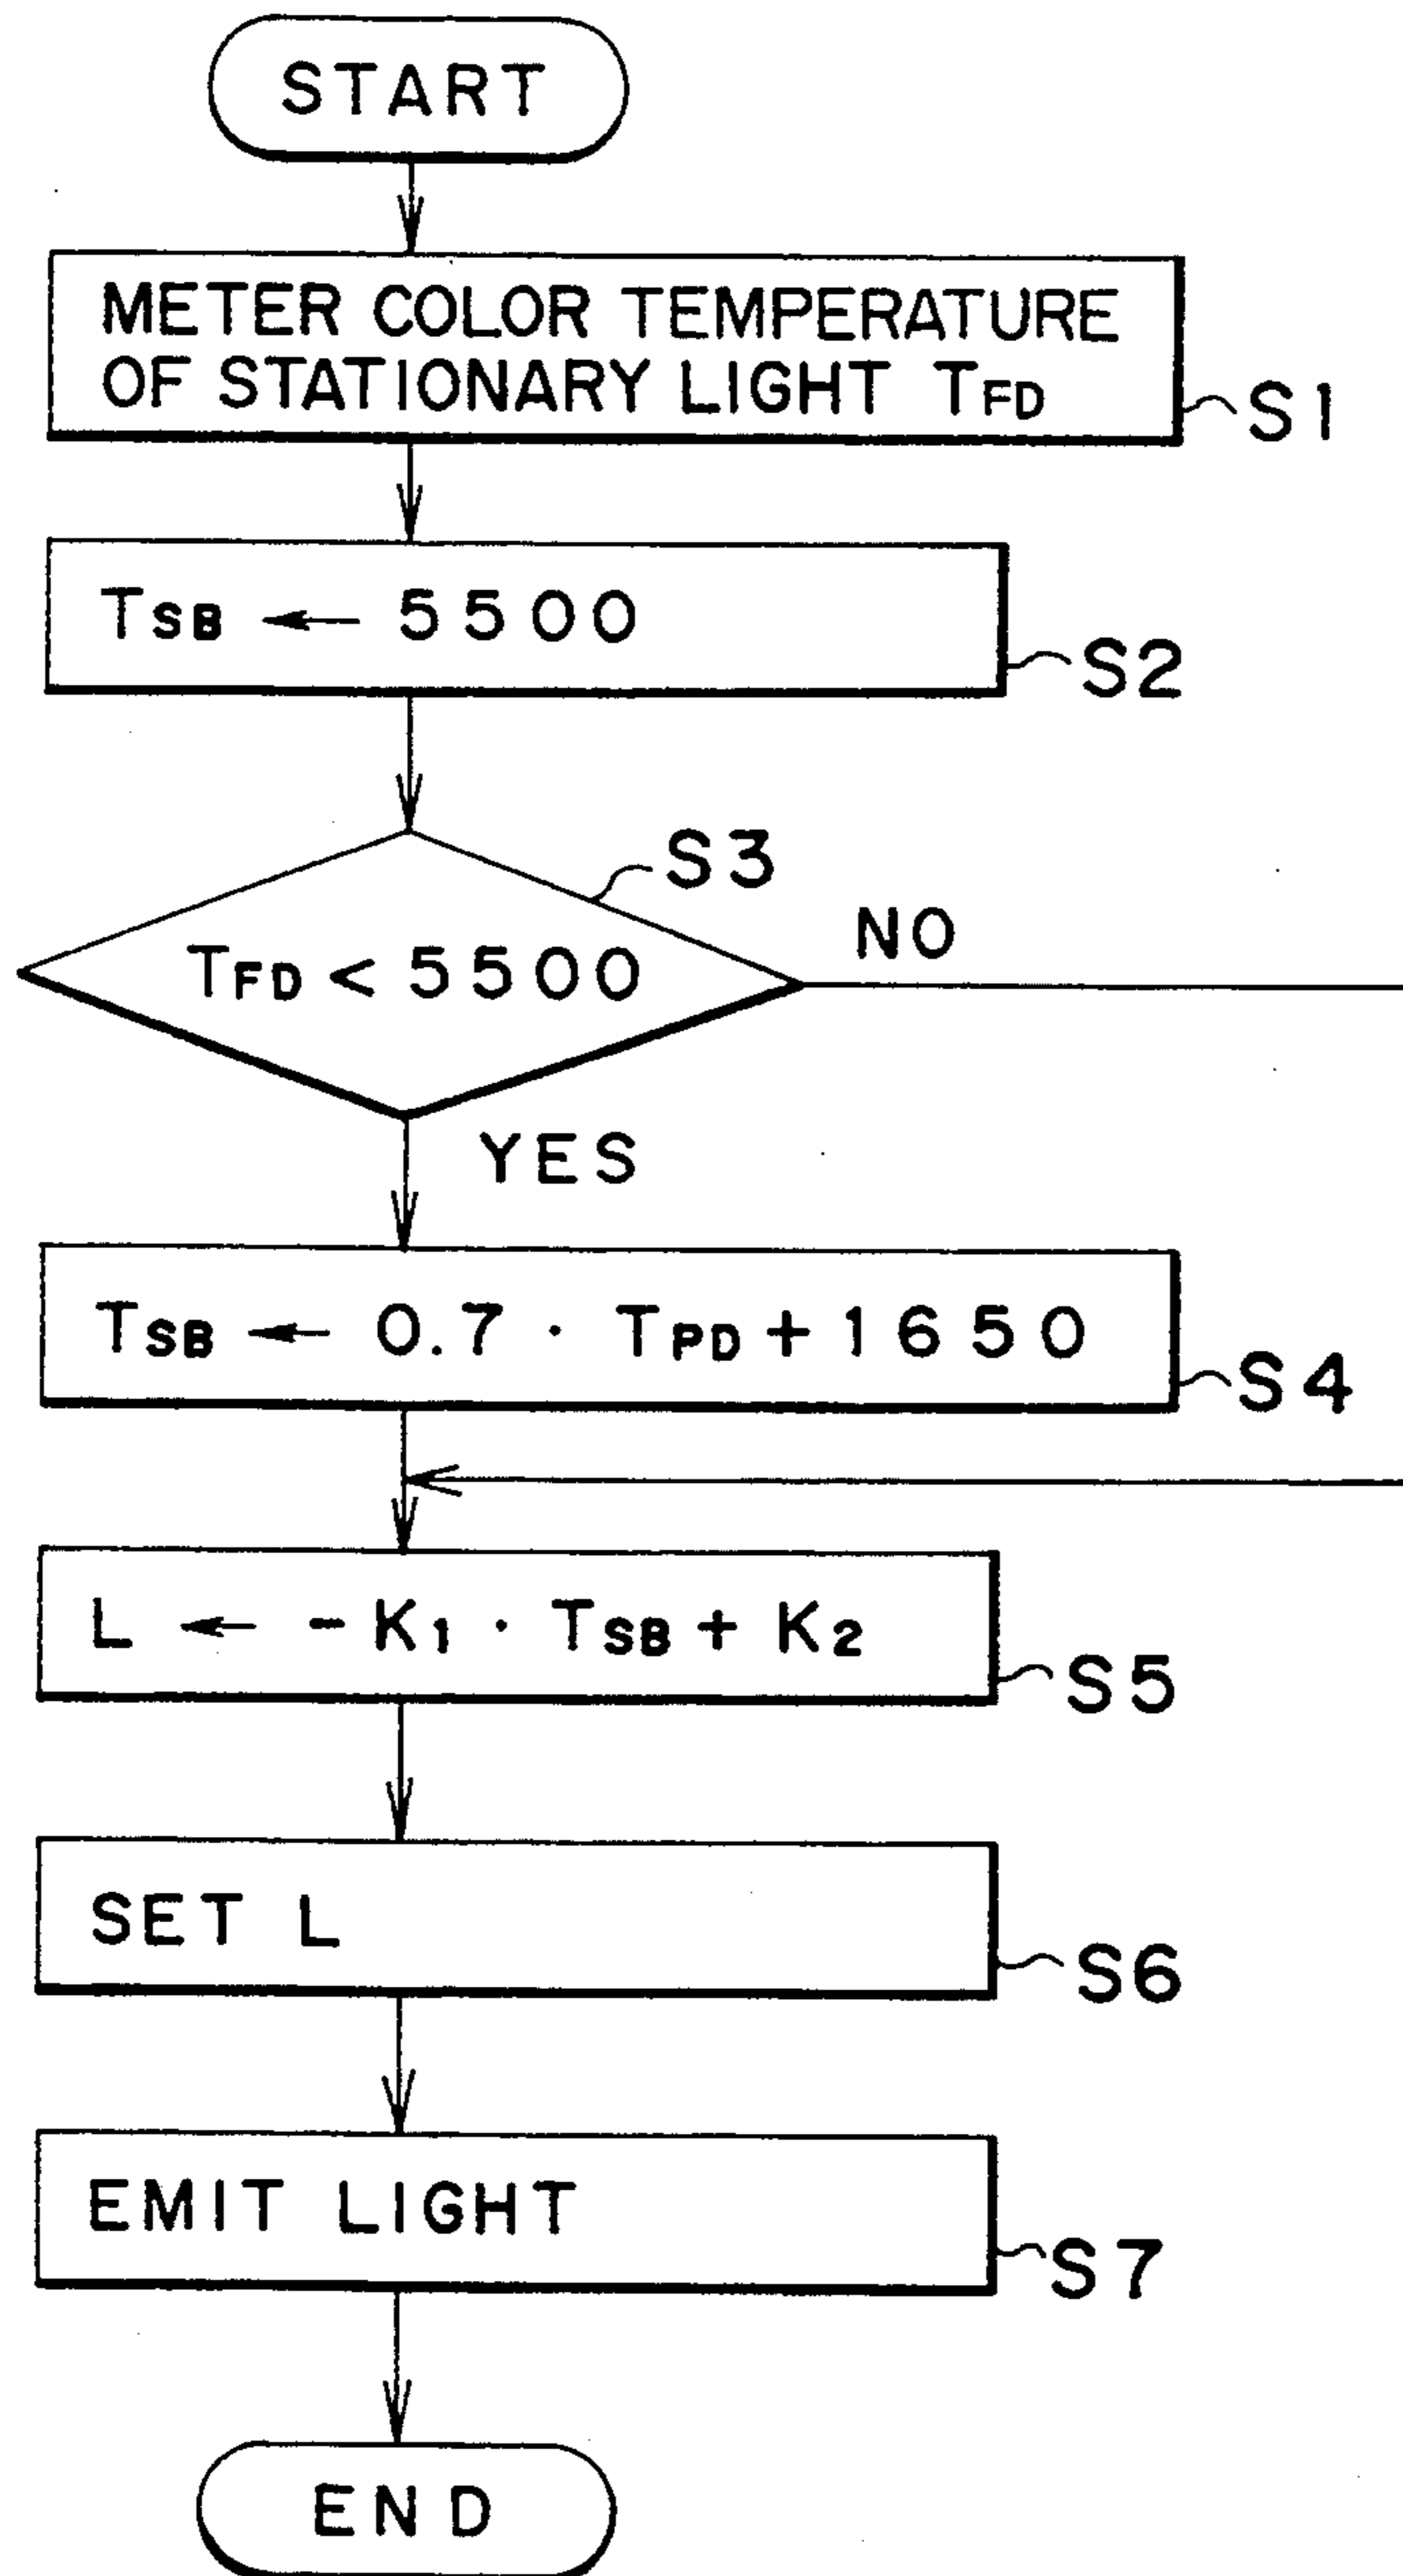 START
METER COLOR TEMPERATURE
OF STATIONARY LIGHT TFD
S1
TSB ← 5500
S2
S3
TFD < 5500
NO
YES
TSB ← 0.7 · TPD + 1650
S4
L ← - K1 · TSB + K2
S5
SET L
S6
EMIT LIGHT
S7
END